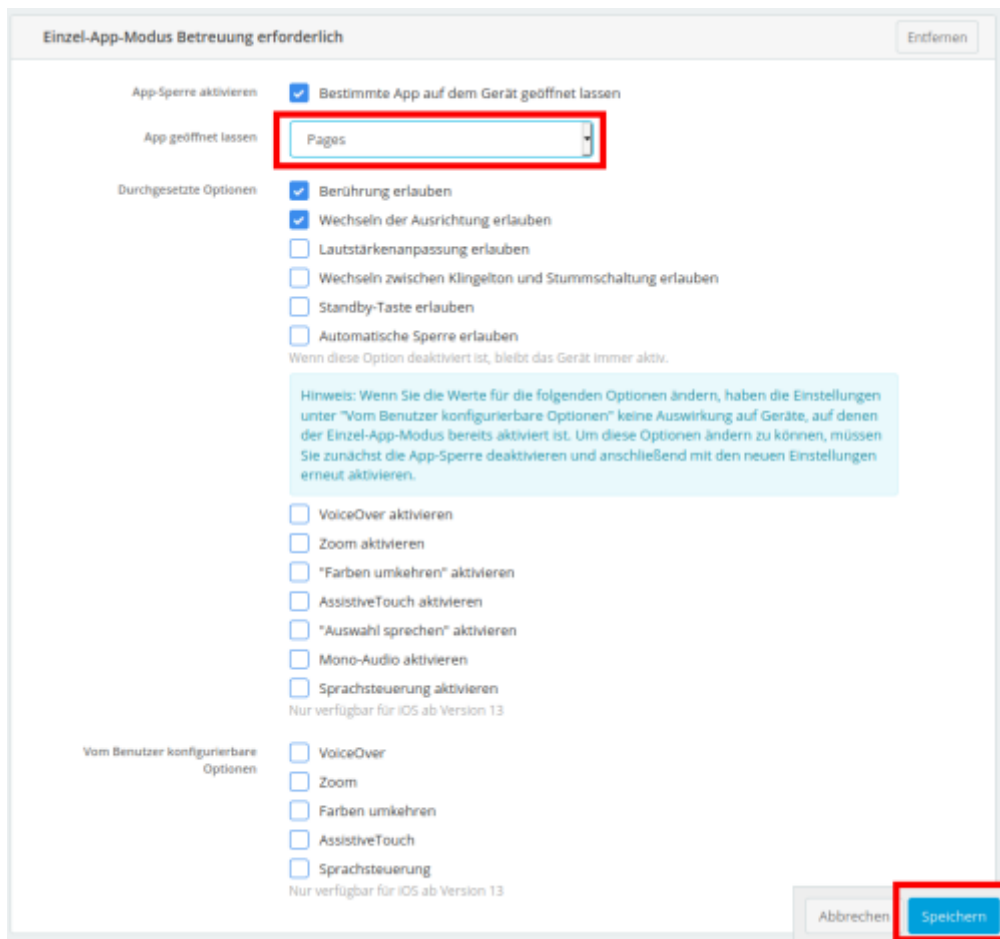 Einzel-App-Modus Betreuung erforderlich
Entfernen
App-Sperre aktivieren
Bestimmte App auf dem Gerät geöffnet lassen
App geöffnet lassen
Pages
Durchgesetzte Optionen
Berührung erlauben
Wechseln der Ausrichtung erlauben
Lautstärkenanpassung erlauben
Wechseln zwischen Klingelton und Stummschaltung erlauben
Standby-Taste erlauben
Automatische Sperre erlauben
Wenn diese Option deaktiviert ist, bleibt das Gerät immer aktiv.
Hinweis: Wenn Sie die Werte für die folgenden Optionen ändern, haben die Einstellungen
unter "Vom Benutzer konfigurierbare Optionen" keine Auswirkung auf Geräte, auf denen
der Einzel-App-Modus bereits aktiviert ist. Um diese Optionen ändern zu können, müssen
Sie zunächst die App-Sperre deaktivieren und anschließend mit den neuen Einstellungen
erneut aktivieren.
VoiceOver aktivieren
Zoom aktivieren
"Farben umkehren" aktivieren
AssistiveTouch aktivieren
"Auswahl sprechen" aktivieren
Mono-Audio aktivieren
Sprachsteuerung aktivieren
Nur verfügbar für iOS ab Version 13
Vom Benutzer konfigurierbare
Optionen
VoiceOver
Zoom
Farben umkehren
AssistiveTouch
Sprachsteuerung
Nur verfügbar für iOS ab Version 13
Abbrechen
Speichern